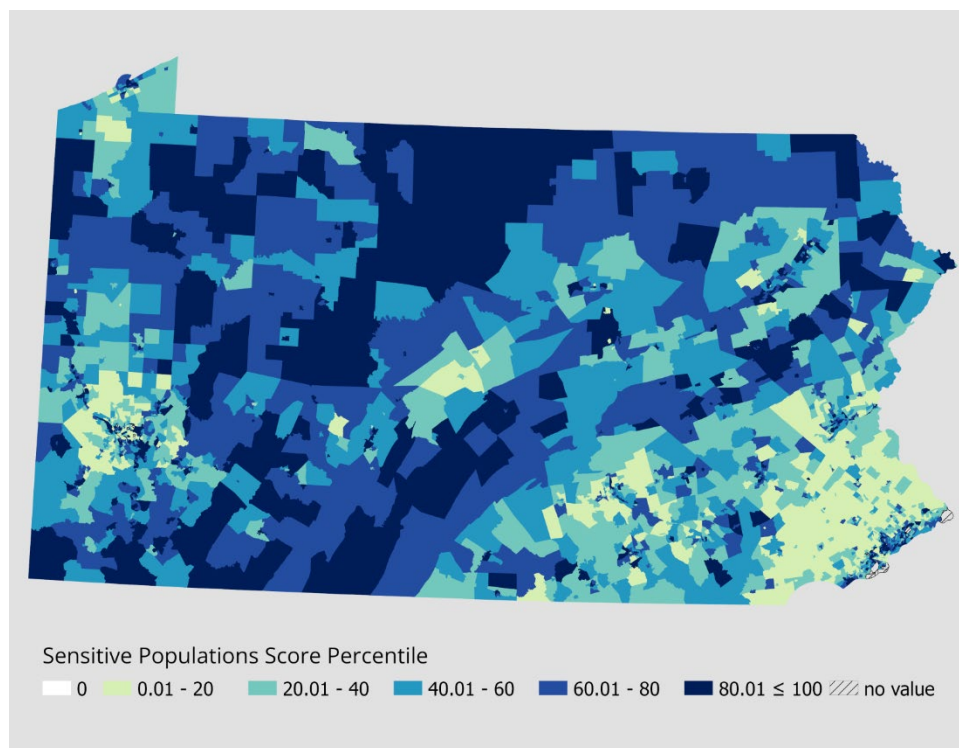 Sensitive Populations Score Percentile
0 0.01 - 20 20.01 - 40 40.01 - 60 60.01 - 80 80.01 ≤ 100 no value